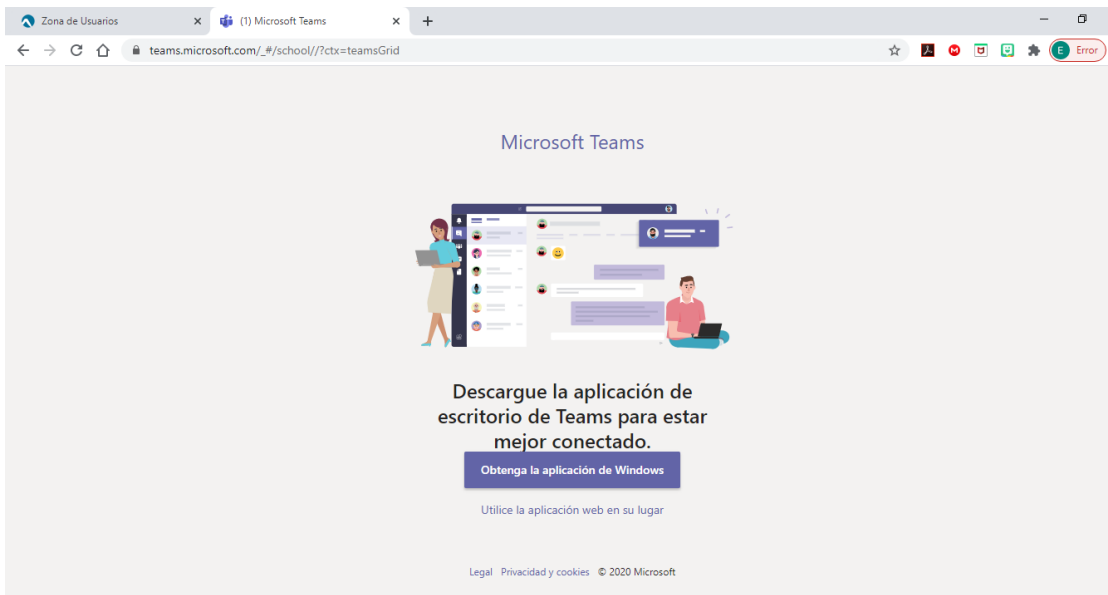 Zona de Usuarios
(1) Microsoft Teams
teams.microsoft.com/_#/school//?ctx=teamsGrid
E Error
Microsoft Teams
Descargue la aplicación de
escritorio de Teams para estar
mejor conectado.
Obtenga la aplicación de Windows
Utilice la aplicación web en su lugar
Legal Privacidad y cookies © 2020 Microsoft